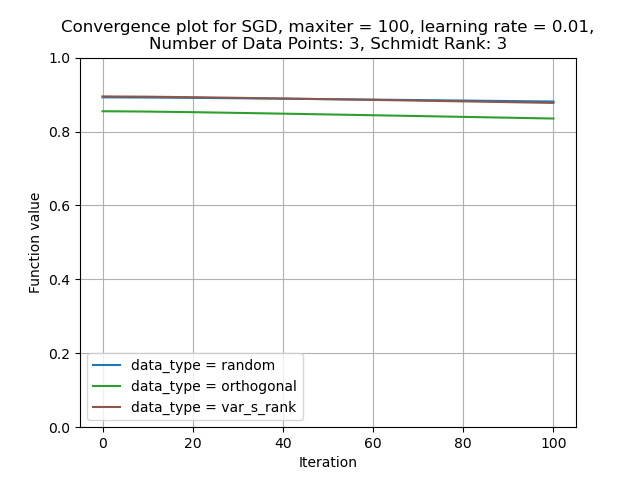 Convergence plot for SGD, maxiter = 100, learning rate = 0.01,
Number of Data Points: 3, Schmidt Rank: 3
1.0
0.8
0.6
0.4
0.2
0.0
Function value
data_type = random
data_type = orthogonal
data_type = var_s_rank
0 20 40 60 80 100
Iteration